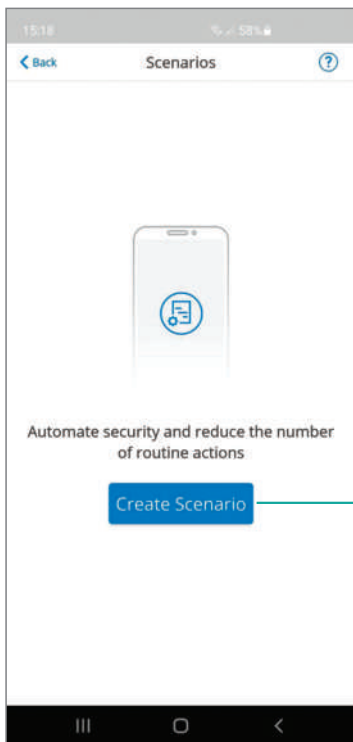 15:18 58%
Back Scenarios ?
Automate security and reduce the number
of routine actions
Create Scenario